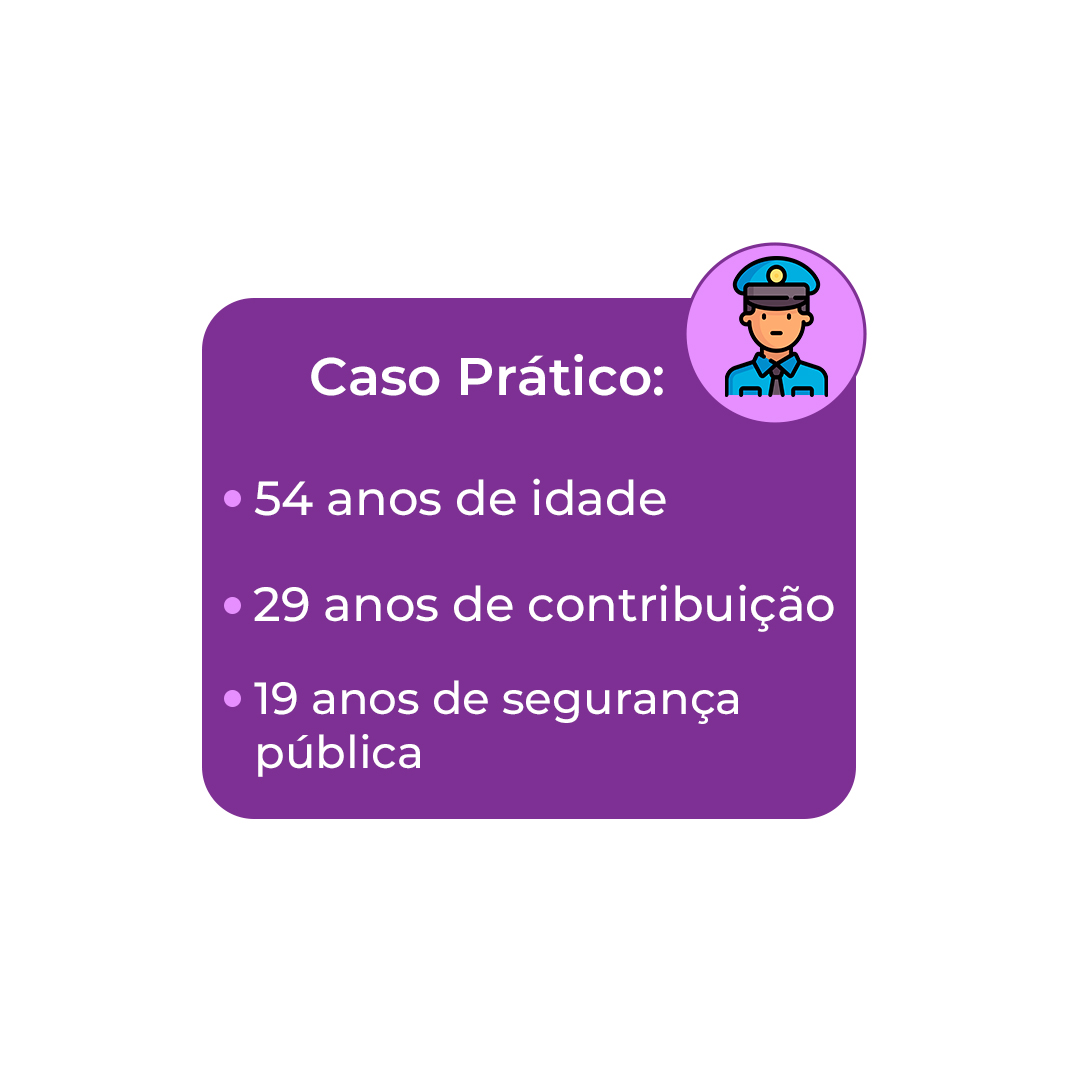 Caso Prático:
54 anos de idade
29 anos de contribuição
19 anos de segurança
pública